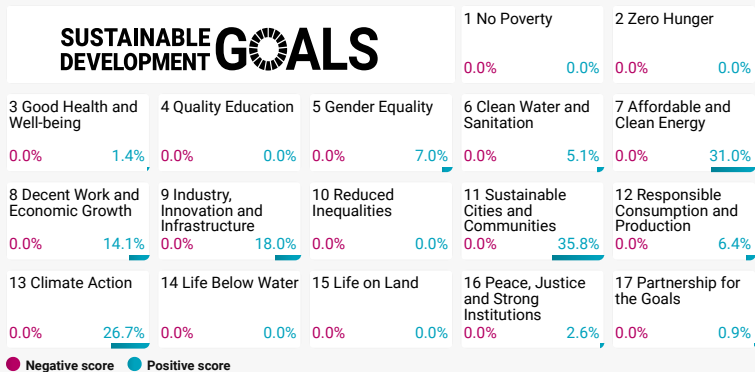 SUSTAINABLE
DEVELOPMENT
GOALS
1 No Poverty
0.0% 0.0%
2 Zero Hunger
0.0% 0.0%
3 Good Health and
Well-being
0.0% 1.4%
4 Quality Education
0.0% 0.0%
5 Gender Equality
0.0% 7.0%
6 Clean Water and
Sanitation
0.0% 5.1%
7 Affordable and
Clean Energy
0.0% 31.0%
8 Decent Work and
Economic Growth
0.0% 14.1%
9 Industry,
Innovation and
Infrastructure
0.0% 18.0%
10 Reduced
Inequalities
0.0% 0.0%
11 Sustainable
Cities and
Communities
0.0% 35.8%
12 Responsible
Consumption and
Production
0.0% 6.4%
13 Climate Action
0.0% 26.7%
14 Life Below Water
0.0% 0.0%
15 Life on Land
0.0% 0.0%
16 Peace, Justice
and Strong
Institutions
0.0% 2.6%
17 Partnership for
the Goals
0.0% 0.9%
Negative score Positive score